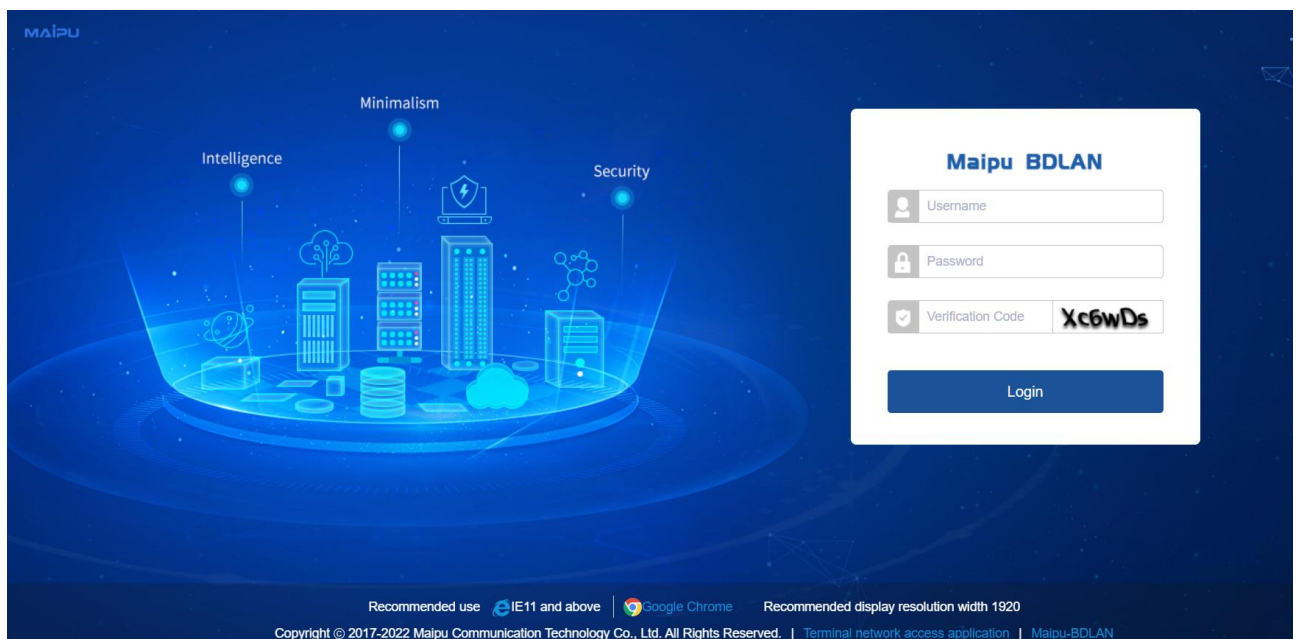 MAIPU
Minimalism
Intelligence
Security
Maipu BDLAN
Username
Password
Verification Code Xc6wDs
Login
Recommended use IE11 and above | Google Chrome Recommended display resolution width 1920
Copyright © 2017-2022 Maipu Communication Technology Co., Ltd. All Rights Reserved. | Terminal network access application | Maipu-BDLAN